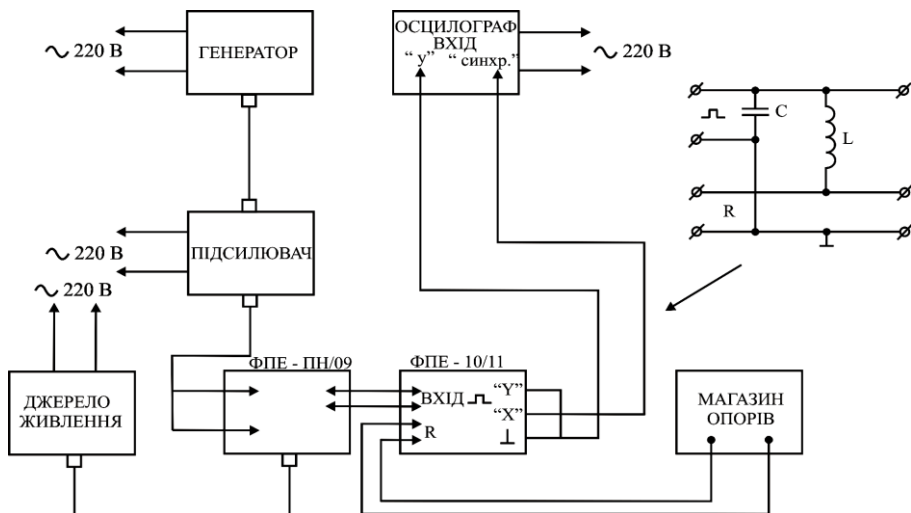 ГЕНЕРАТОР
~ 220 В
ОСЦИЛОГРАФ
ВХІД
“ у” “ синхр.”
~ 220 В
C
L
R
ПІДСИЛЮВАЧ
~ 220 В
~ 220 В
ДЖЕРЕЛО
ЖИВЛЕННЯ
ФПЕ - ПН/09
ФПЕ - 10/11
ВХІД
“Y”
“X”
R
МАГАЗИН
ОПОРІВ